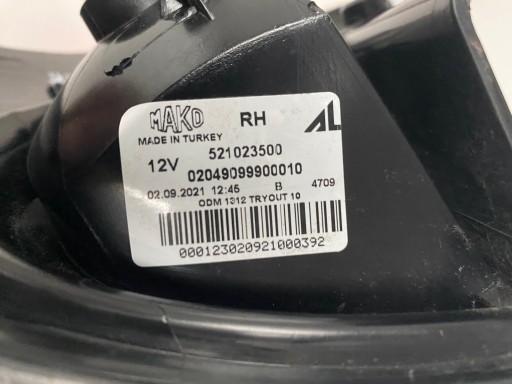 MAKO RH AL
MADE IN TURKEY
12V 521023500
02049099900010
02.09.2021 12:45 B 4709
ODM 1312 TRYOUT 10
000123020921000392